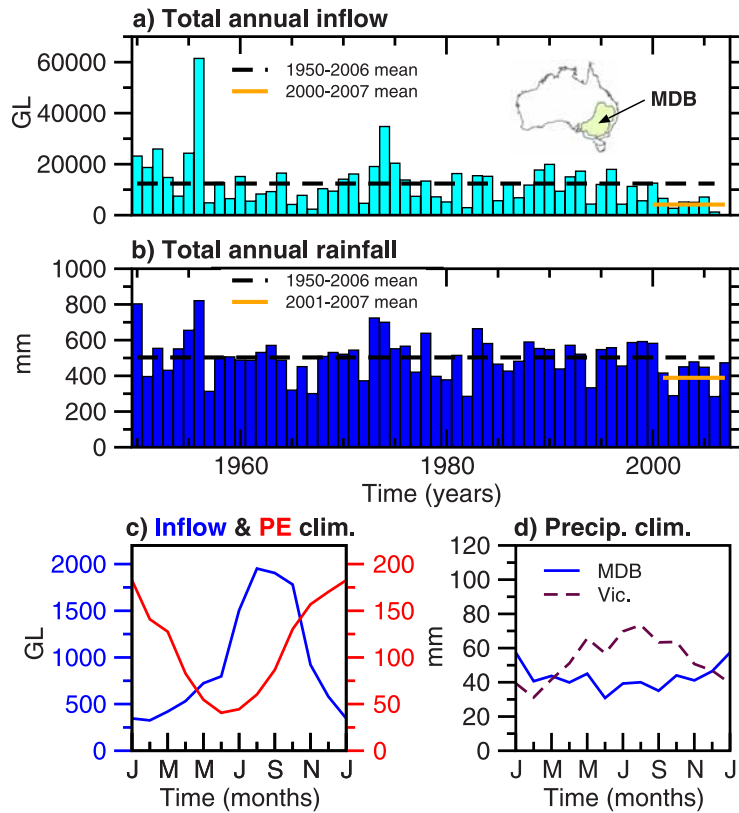 a) Total annual inflow
60000
40000
20000
0
GL
1950-2006 mean
2000-2007 mean
MDB
b) Total annual rainfall
1000
800
600
400
200
0
mm
1950-2006 mean
2001-2007 mean
1960 1980 2000
Time (years)
c) Inflow & PE clim.
2000
1500
1000
500
0
GL
200
150
100
50
0
J M M J S N J
Time (months)
d) Precip. clim.
120
100
80
60
40
20
0
mm
MDB
Vic.
J M M J S N J
Time (months)